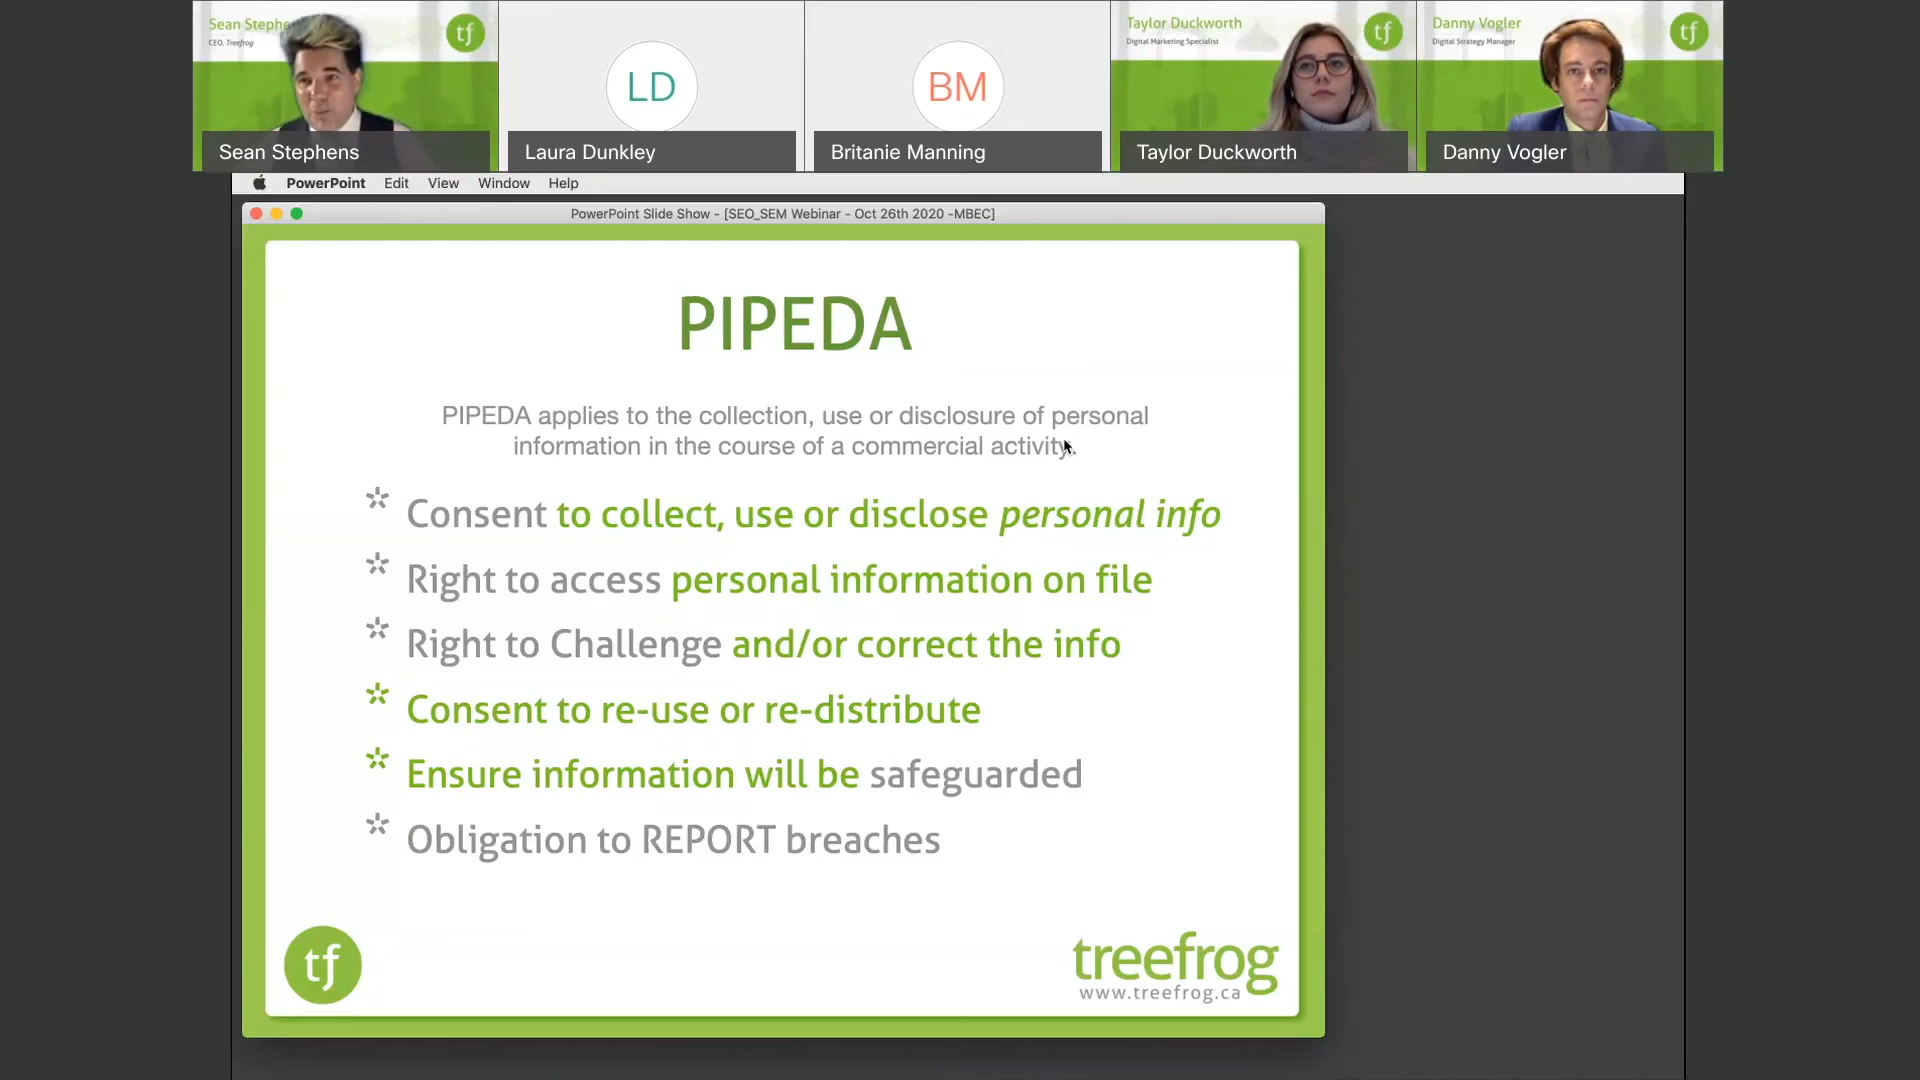 Sean Stephe
CEO, Treefrog
tf
Sean Stephens
LD
Laura Dunkley
BM
Britanie Manning
Taylor Duckworth
Digital Marketing Specialist
tf
Taylor Duckworth
Danny Vogler
Digital Strategy Manager
tf
Danny Vogler
PowerPoint Edit View Window Help
PowerPoint Slide Show - [SEO_SEM Webinar - Oct 26th 2020 -MBEC]
PIPEDA
PIPEDA applies to the collection, use or disclosure of personal
information in the course of a commercial activity.
* Consent to collect, use or disclose personal info
* Right to access personal information on file
* Right to Challenge and/or correct the info
* Consent to re-use or re-distribute
* Ensure information will be safeguarded
* Obligation to REPORT breaches
tf
treefrog
www.treefrog.ca